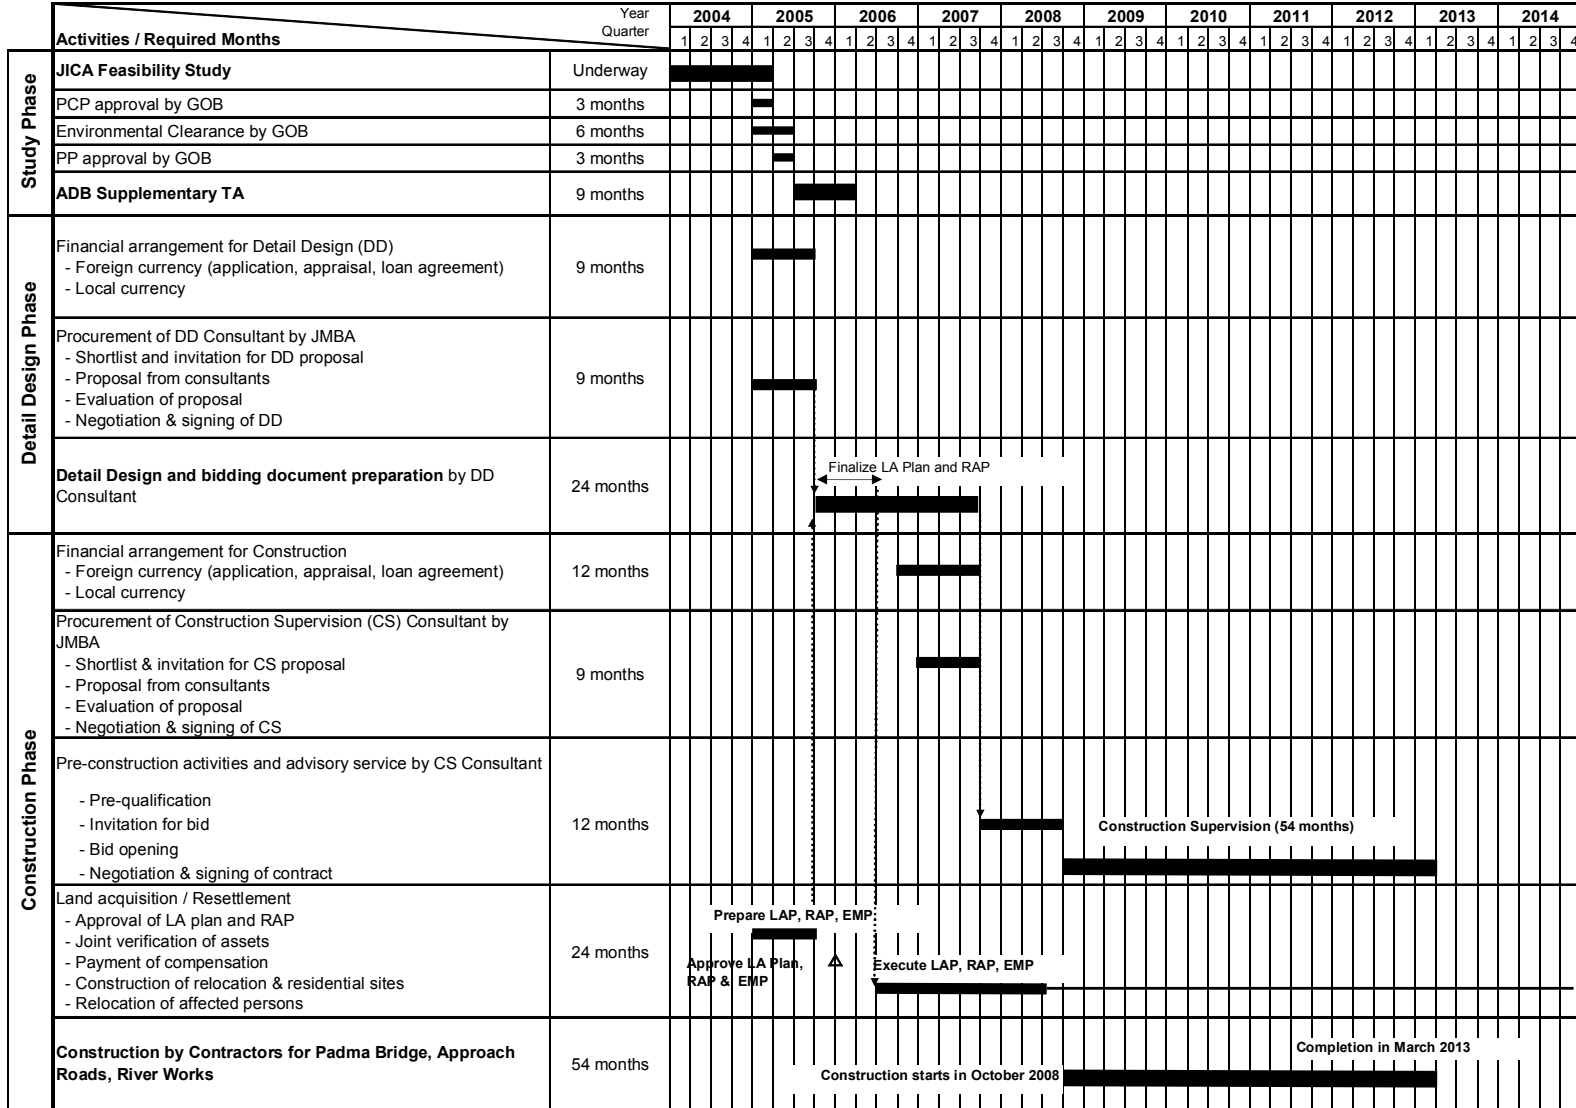 Year
Quarter
Activities / Required Months
2004 2005 2006 2007 2008 2009 2010 2011 2012 2013 2014
1 2 3 4 1 2 3 4 1 2 3 4 1 2 3 4 1 2 3 4 1 2 3 4 1 2 3 4 1 2 3 4 1 2 3 4 1 2 3 4 1 2 3 4
Study Phase
JICA Feasibility Study Underway
PCP approval by GOB 3 months
Environmental Clearance by GOB 6 months
PP approval by GOB 3 months
ADB Supplementary TA 9 months
Detail Design Phase
Financial arrangement for Detail Design (DD)
- Foreign currency (application, appraisal, loan agreement) 9 months
- Local currency
Procurement of DD Consultant by JMBA
- Shortlist and invitation for DD proposal
- Proposal from consultants 9 months
- Evaluation of proposal
- Negotiation & signing of DD
Detail Design and bidding document preparation by DD
Consultant
24 months
Finalize LA Plan and RAP
Construction Phase
Financial arrangement for Construction
- Foreign currency (application, appraisal, loan agreement) 12 months
- Local currency
Procurement of Construction Supervision (CS) Consultant by
JMBA
- Shortlist & invitation for CS proposal
- Proposal from consultants
9 months
- Evaluation of proposal
- Negotiation & signing of CS
Pre-construction activities and advisory service by CS Consultant
- Pre-qualification
- Invitation for bid 12 months
Construction Supervision (54 months)
- Bid opening
- Negotiation & signing of contract
Land acquisition / Resettlement
- Approval of LA plan and RAP
- Joint verification of assets
- Payment of compensation
- Construction of relocation & residential sites
- Relocation of affected persons
24 months
Prepare LAP, RAP, EMP
Approve LA Plan,
RAP & EMP
Execute LAP, RAP, EMP
Construction by Contractors for Padma Bridge, Approach
Roads, River Works
54 months
Completion in March 2013
Construction starts in October 2008